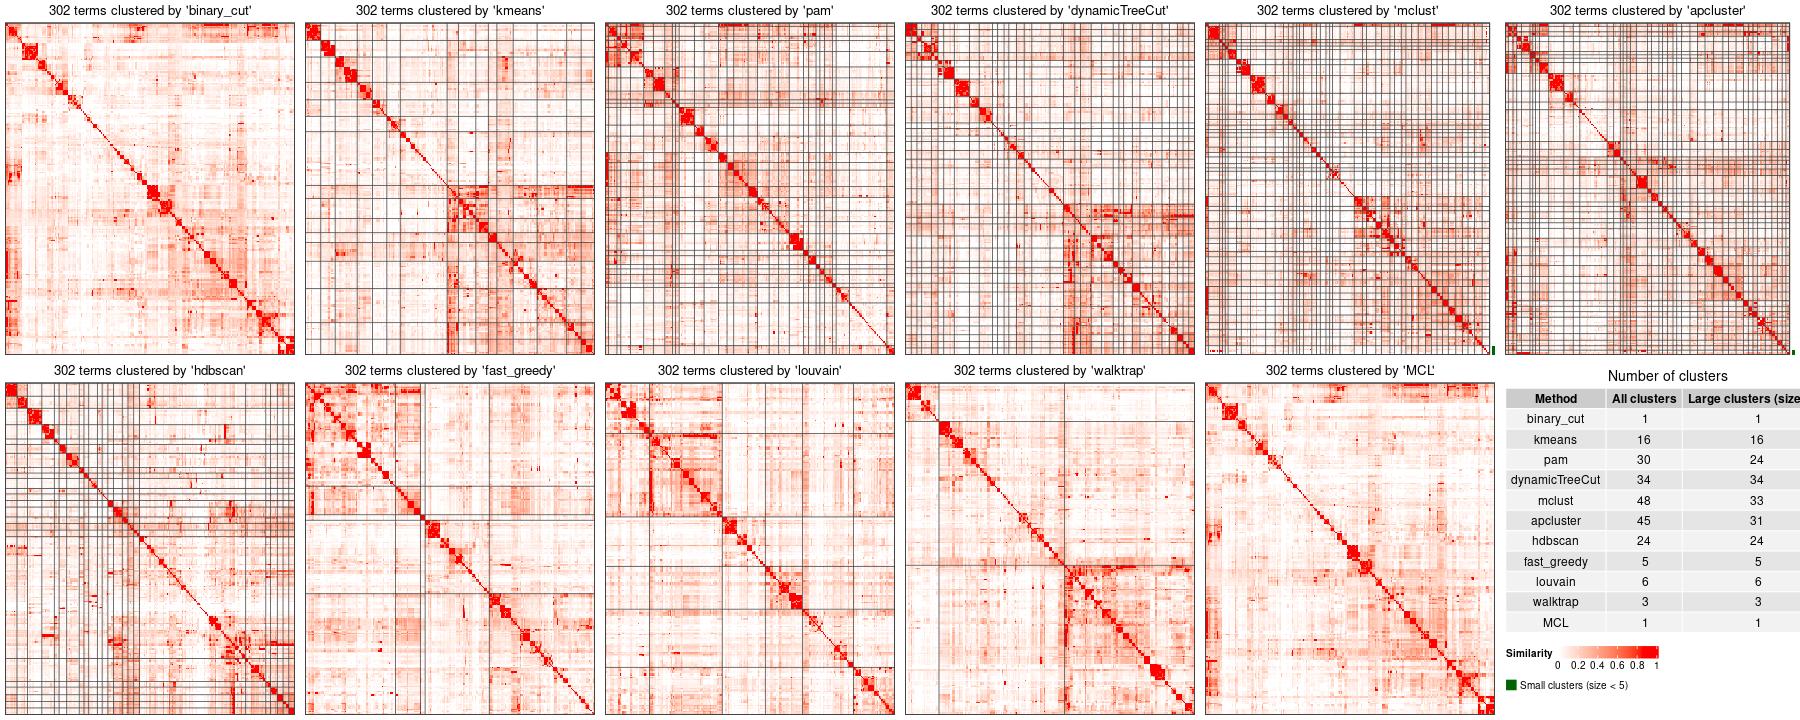 302 terms clustered by 'binary_cut'
302 terms clustered by 'kmeans'
302 terms clustered by 'pam'
302 terms clustered by 'dynamicTreeCut'
302 terms clustered by 'mclust'
302 terms clustered by 'apcluster'
302 terms clustered by 'hdbscan'
302 terms clustered by 'fast_greedy'
302 terms clustered by 'louvain'
302 terms clustered by 'walktrap'
302 terms clustered by 'MCL'
Number of clusters
Method All clusters Large clusters (size
binary_cut 1 1
kmeans 16 16
pam 30 24
dynamicTreeCut 34 34
mclust 48 33
apcluster 45 31
hdbscan 24 24
fast_greedy 5 5
louvain 6 6
walktrap 3 3
MCL 1 1
Similarity
0 0.2 0.4 0.6 0.8 1
Small clusters (size < 5)